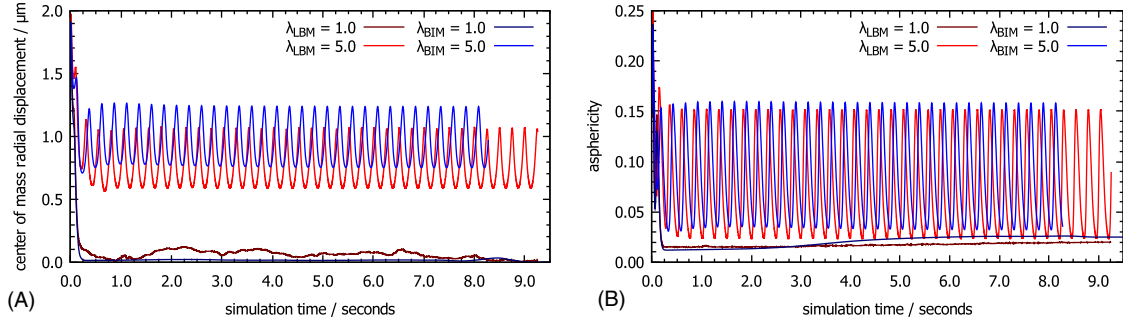 center of mass radial displacement / µm
2.0
1.5
1.0
0.5
0.0
λLBM = 1.0 λBIM = 1.0
λLBM = 5.0 λBIM = 5.0
0.0 1.0 2.0 3.0 4.0 5.0 6.0 7.0 8.0 9.0
simulation time / seconds
(A)
asphericity
0.25
0.20
0.15
0.10
0.05
0.00
λLBM = 1.0 λBIM = 1.0
λLBM = 5.0 λBIM = 5.0
0.0 1.0 2.0 3.0 4.0 5.0 6.0 7.0 8.0 9.0
simulation time / seconds
(B)